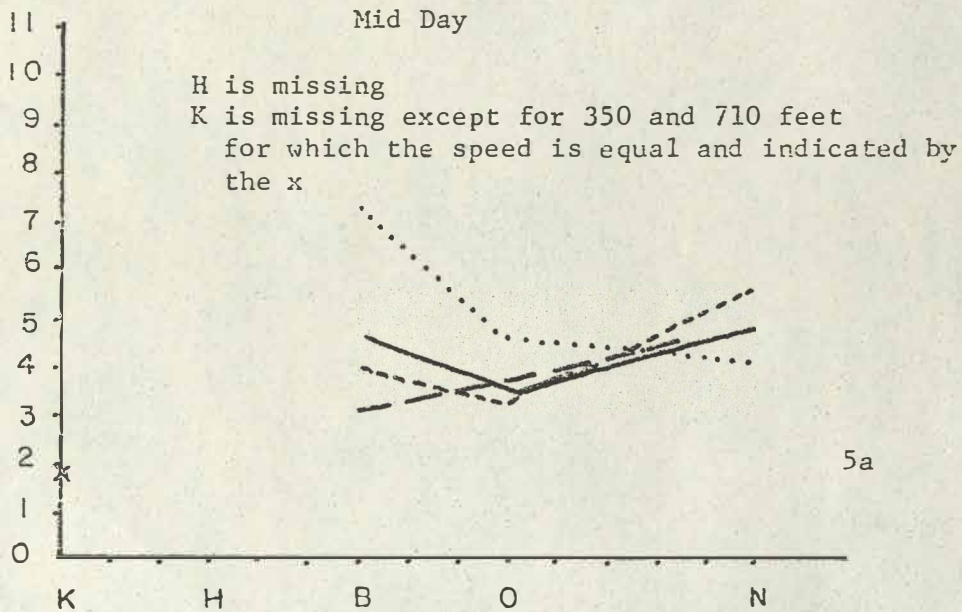 Mid Day
H is missing
K is missing except for 350 and 710 feet
for which the speed is equal and indicated by
the x
11
10
9
8
7
6
5
4
3
2
x
1
0
5a
K H B O N